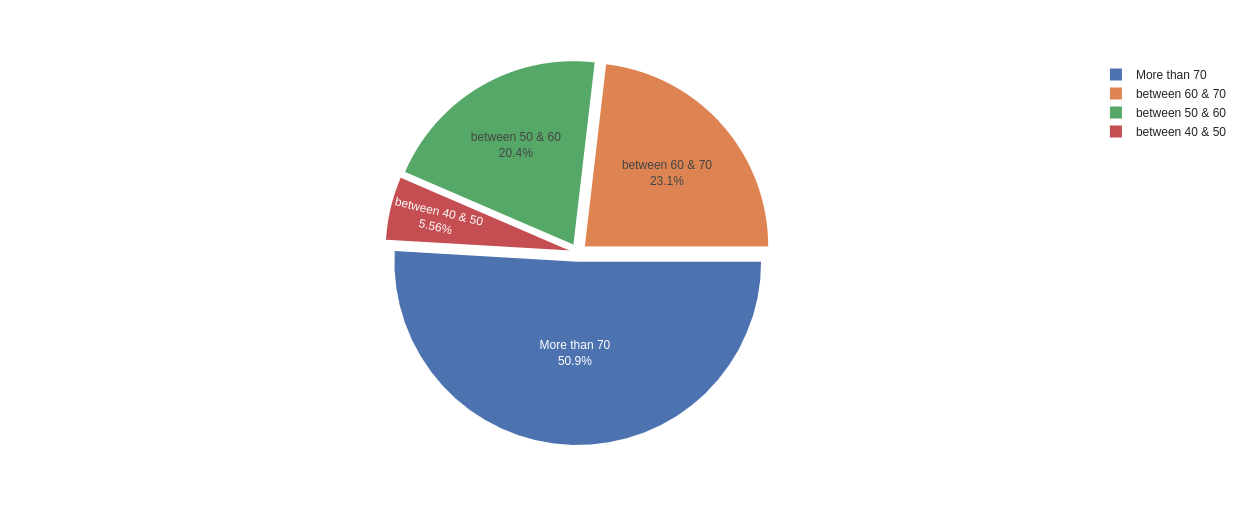 between 50 & 60
20.4%
between 60 & 70
23.1%
between 40 & 50
5.56%
More than 70
50.9%
More than 70
between 60 & 70
between 50 & 60
between 40 & 50